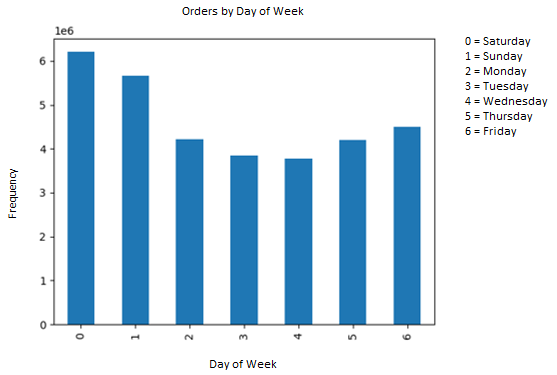 Orders by Day of Week
1e6
6
5
4
3
2
1
0
Frequency
0 1 2 3 4 5 6
Day of Week
0 = Saturday
1 = Sunday
2 = Monday
3 = Tuesday
4 = Wednesday
5 = Thursday
6 = Friday